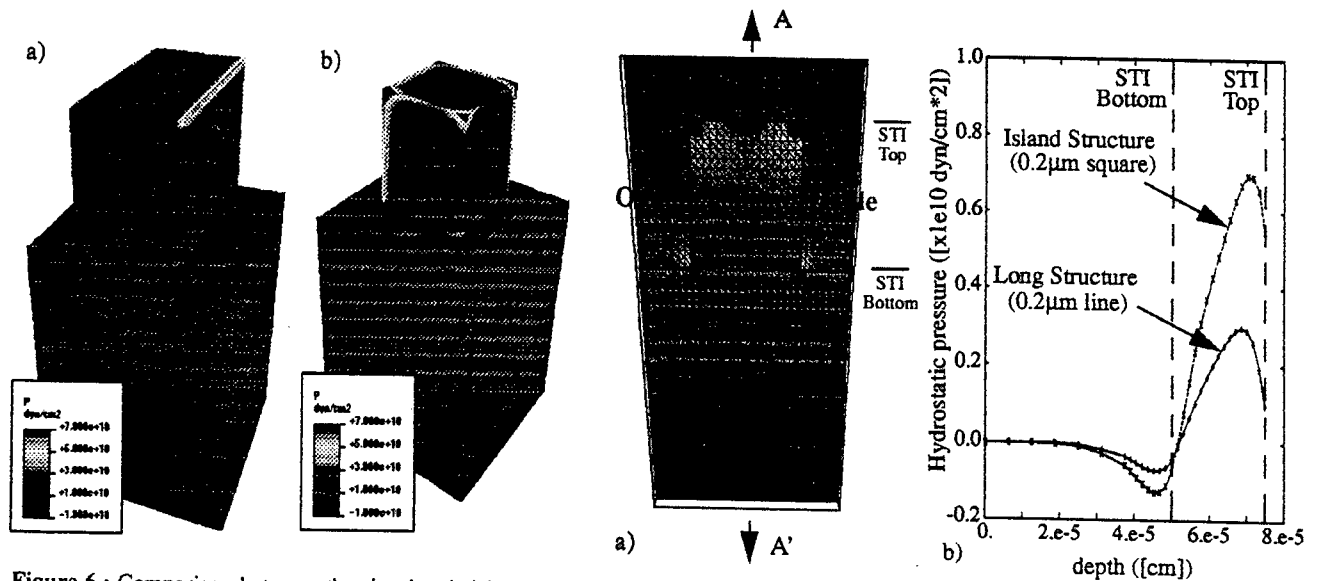 a)
P
dyn/cm2
+7.000e+10
+5.000e+10
+3.000e+10
+1.000e+10
-1.000e+10
b)
P
dyn/cm2
+7.000e+10
+5.000e+10
+3.000e+10
+1.000e+10
-1.000e+10
A
STI
Top
STI
Bottom
a)
A'
Hydrostatic pressure ([x1e10 dyn/cm*2])
1.0
0.8
0.6
0.4
0.2
0.0
-0.2
STI
Bottom
STI
Top
Island Structure
(0.2µm square)
Long Structure
(0.2µm line)
0.
2.e-5
4.e-5
6.e-5
8.e-5
b)
depth ([cm])
Figure 6 :